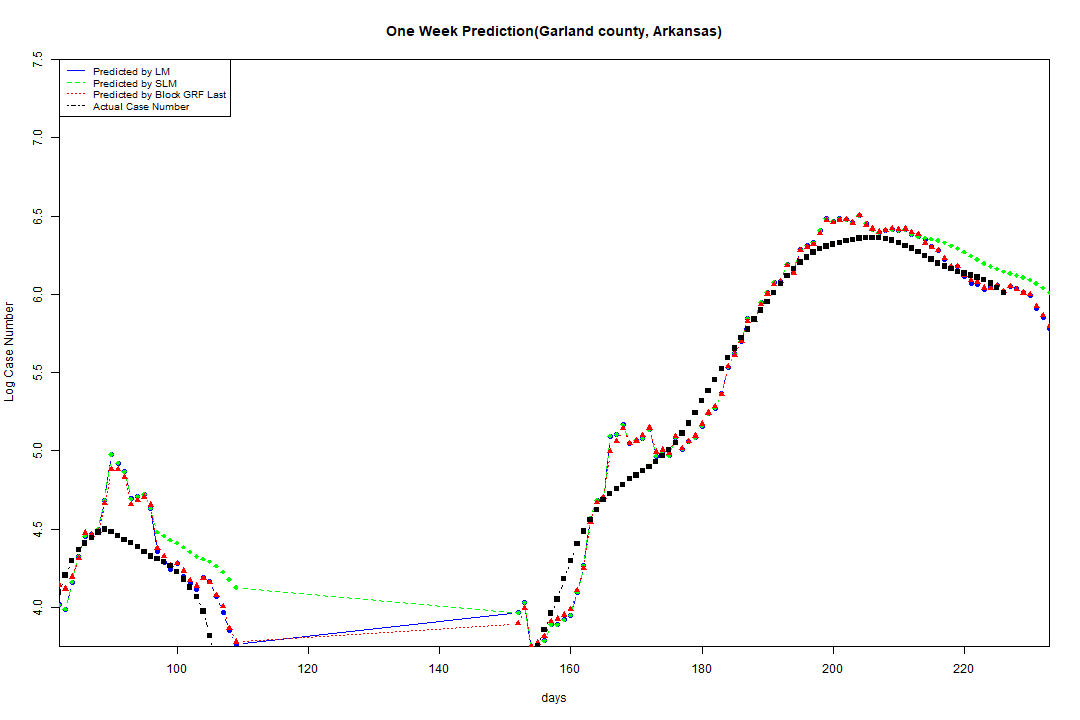 One Week Prediction(Garland county, Arkansas)
Predicted by LM
Predicted by SLM
Predicted by Block GRF Last
Actual Case Number
7.5
7.0
6.5
6.0
5.5
5.0
4.5
4.0
Log Case Number
100 120 140 160 180 200 220
days